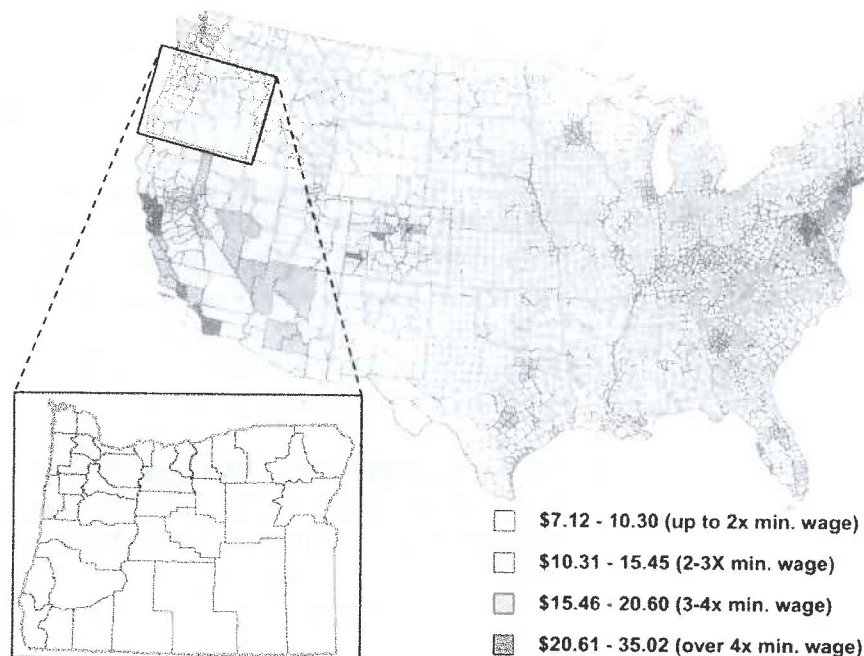 $7.12 - 10.30 (up to 2x min. wage)
$10.31 - 15.45 (2-3X min. wage)
$15.46 - 20.60 (3-4x min. wage)
$20.61 - 35.02 (over 4x min. wage)